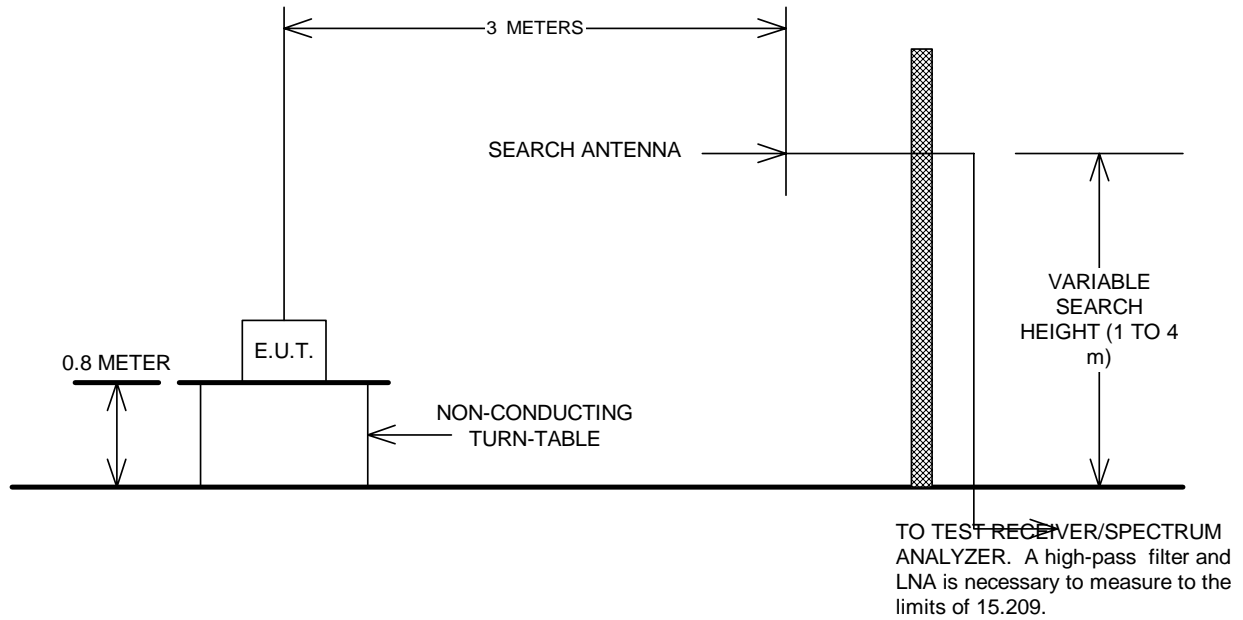 3 METERS
SEARCH ANTENNA
E.U.T.
0.8 METER
NON-CONDUCTING
TURN-TABLE
VARIABLE
SEARCH
HEIGHT (1 TO 4
m)
TO TEST RECEIVER/SPECTRUM
ANALYZER. A high-pass filter and
LNA is necessary to measure to the
limits of 15.209.